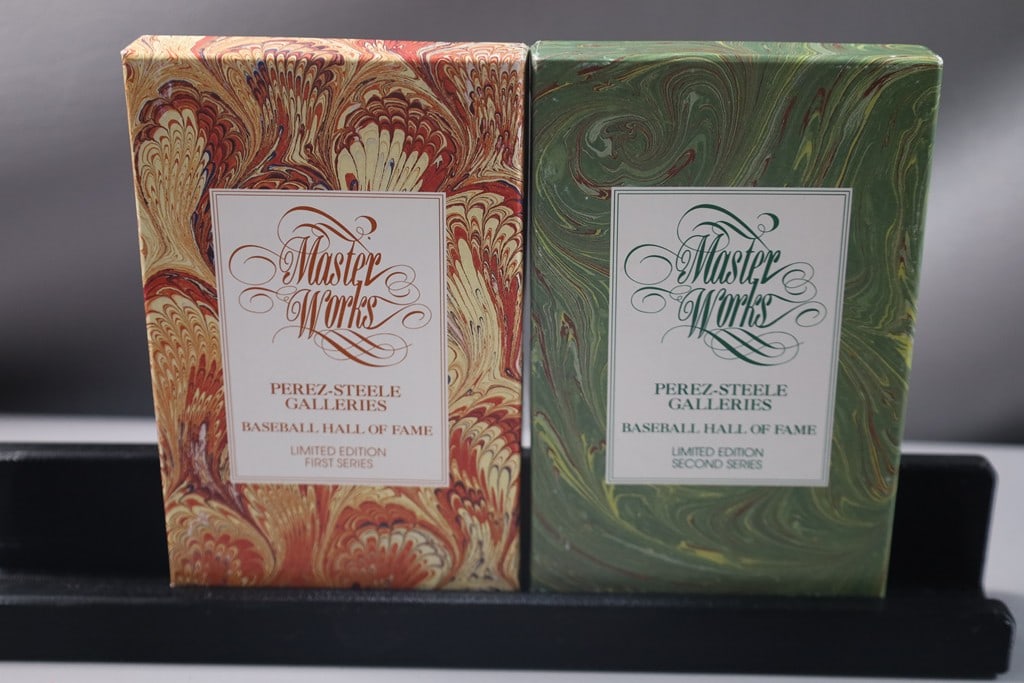 Master
Works
PEREZ-STEELE
GALLERIES
BASEBALL HALL OF FAME
LIMITED EDITION
FIRST SERIES
Master
Works
PEREZ-STEELE
GALLERIES
BASEBALL HALL OF FAME
LIMITED EDITION
SECOND SERIES